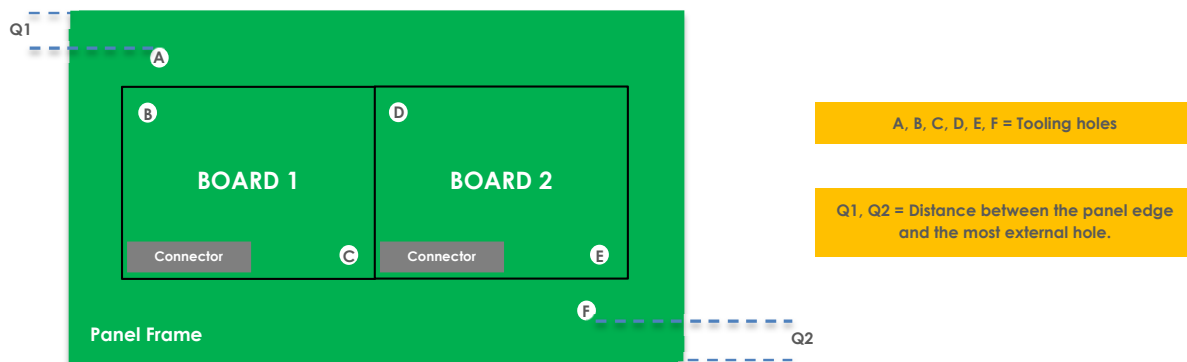 Q1
A
B
D
A, B, C, D, E, F = Tooling holes
BOARD 1
BOARD 2
Q1, Q2 = Distance between the panel edge
and the most external hole.
Connector
C
Connector
E
F
Panel Frame
Q2